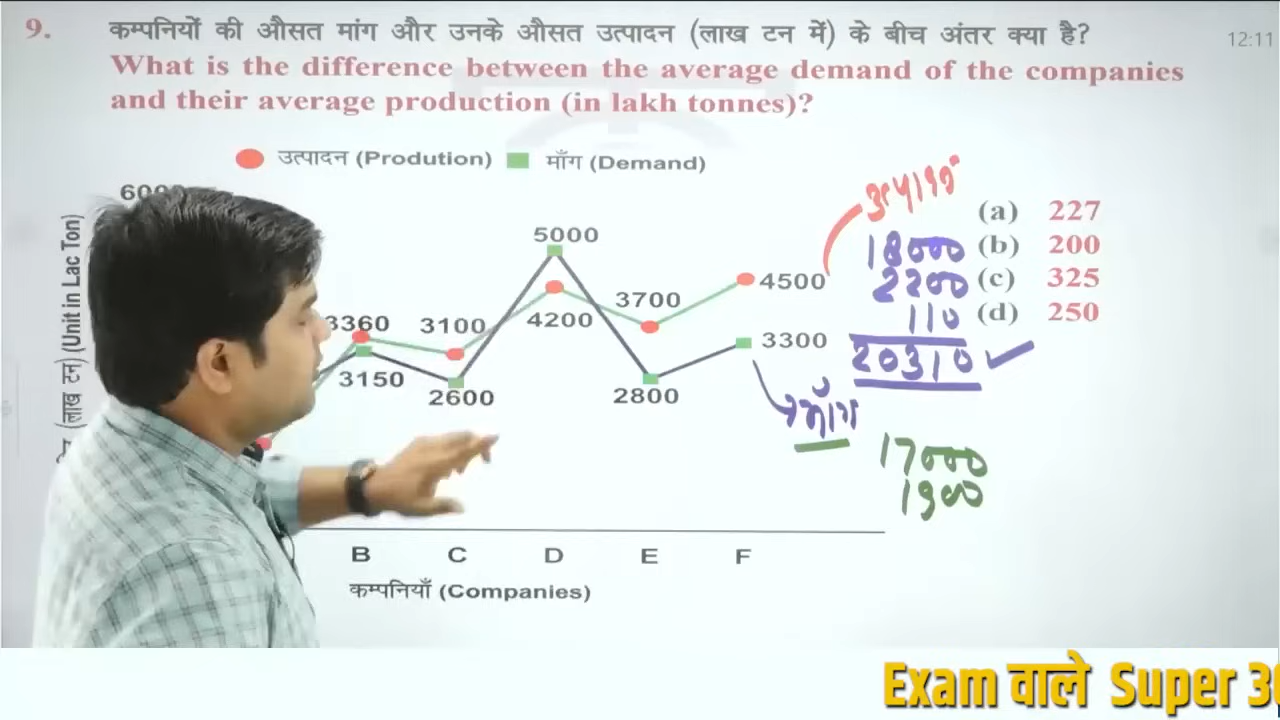 9. कम्पनियों की औसत मांग और उनके औसत उत्पादन (लाख टन में) के बीच अंतर क्या है?
12:11
What is the difference between the average demand of the companies
and their average production (in lakh tonnes)?
उत्पादन (Prodution) माँग (Demand)
(लाख टन) (Unit in Lac Ton)
5000
4500
3700
4200
3360
3100
3300
3150
2600
2800
B C D E F
कम्पनियाँ (Companies)
(a) 227
(b) 200
(c) 325
(d) 250
18000
2200
110
20310
माँग
17000
1900
Exam वाले Super